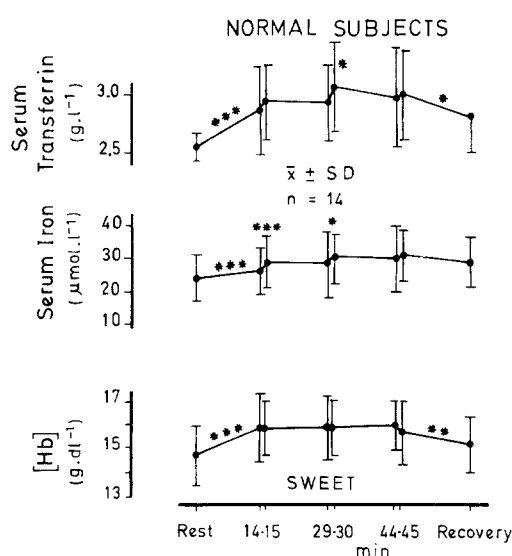 NORMAL SUBJECTS
Serum
Transferrin
(g.l⁻¹)
3.0
2,5
***
*
*
x̄ ± SD
n = 14
Serum Iron
(μmol.l⁻¹)
40
30
20
10
***
***
*
[Hb]
(g.dl⁻¹)
17
15
13
***
**
SWEET
Rest 14-15 29-30 44-45 Recovery
min